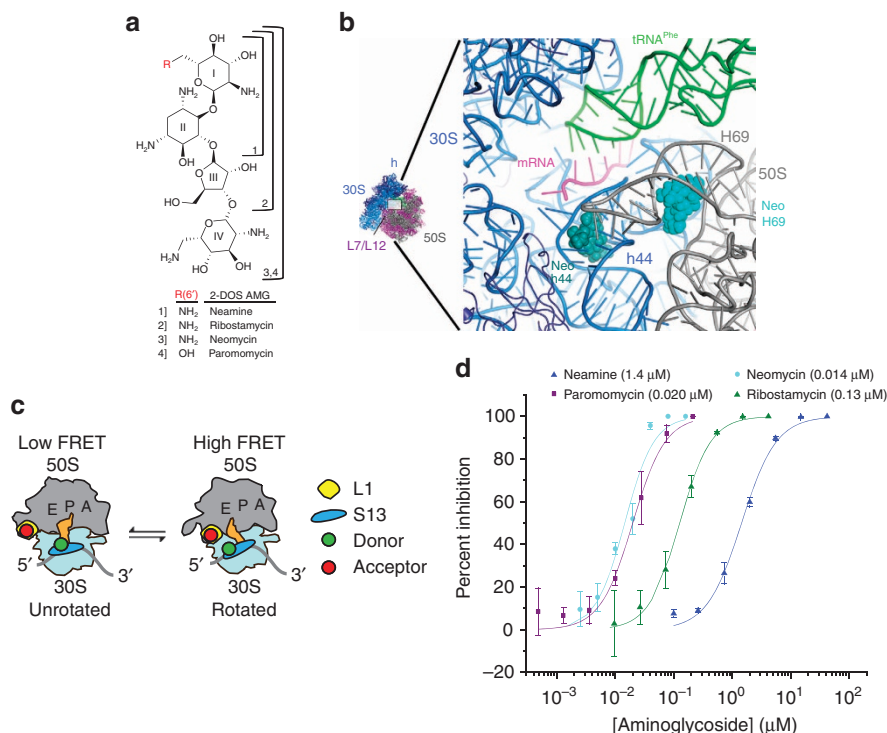 a
OH
R
OH
I
O
NH₂
NH₂
O
II
H₂N
OH
O
1
III
OH
O
HO
O
2
O
NH₂
IV
NH₂
OH
OH
3,4
R(6′) 2-DOS AMG
1] NH₂ Neamine
2] NH₂ Ribostamycin
3] NH₂ Neomycin
4] OH Paromomycin
b
h
30S
50S
L7/L12
tRNAPhe
30S
mRNA
H69
50S
Neo
H69
Neo
h44
h44
c
Low FRET
50S
E P A
5′
3′
30S
Unrotated
High FRET
50S
E P A
5′
3′
30S
Rotated
L1
S13
Donor
Acceptor
d
Neamine (1.4 μM)
Neomycin (0.014 μM)
Paromomycin (0.020 μM)
Ribostamycin (0.13 μM)
Percent inhibition
100
80
60
40
20
0
−20
10⁻³ 10⁻² 10⁻¹ 10⁰ 10¹ 10²
[Aminoglycoside] (μM)